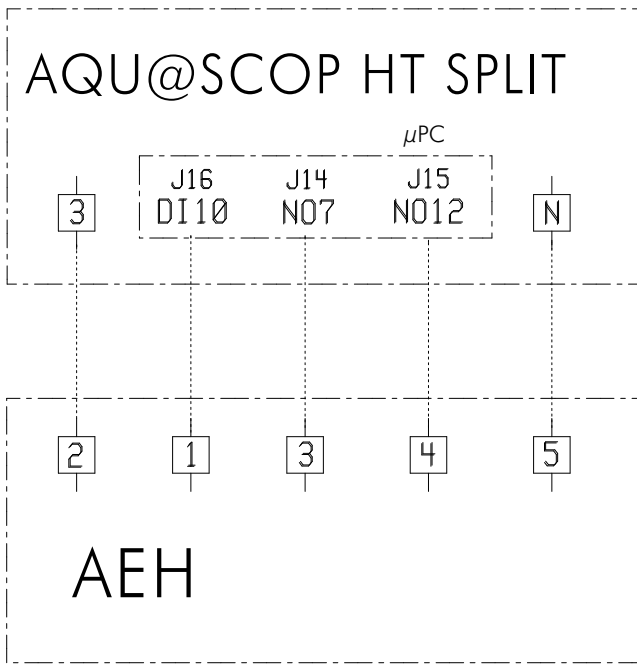 AQU@SCOP HT SPLIT
µPC
J16 J14 J15
3 DI10 NO7 NO12 N
2 1 3 4 5
AEH